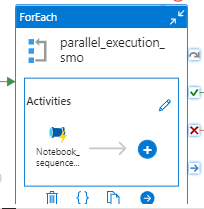 ForEach
parallel_execution_
smo
Activities
Notebook_
sequence...